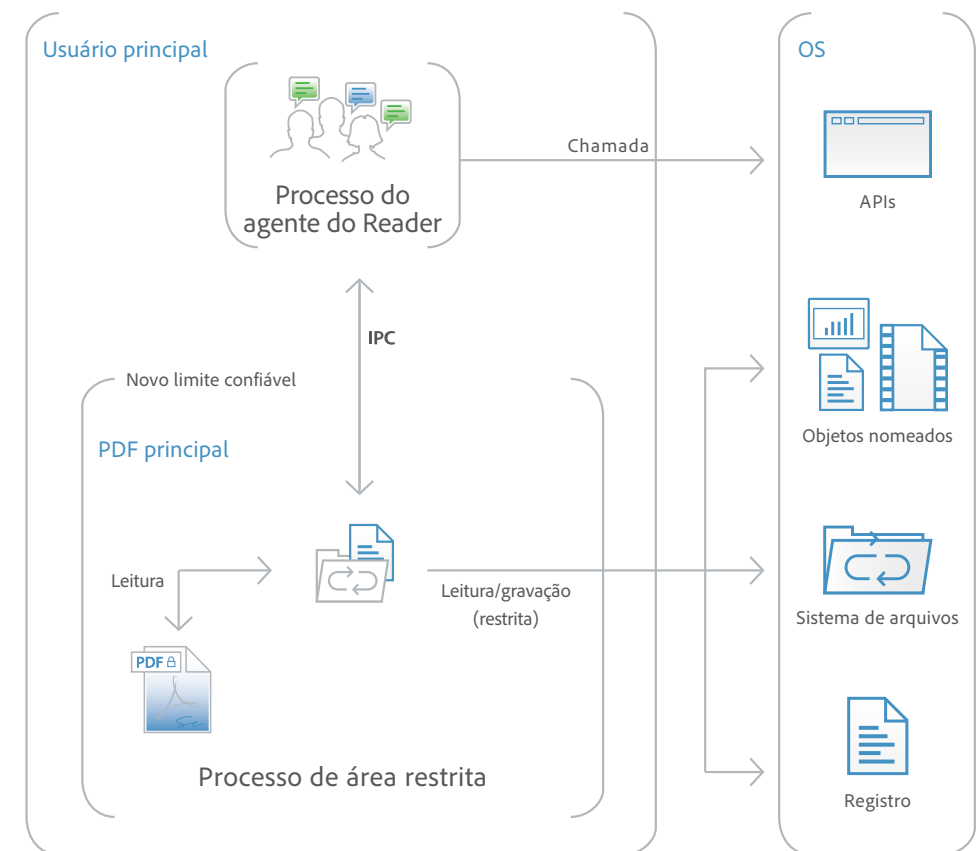 Usuário principal
OS
Processo do
agente do Reader
Chamada
APIs
IPC
Novo limite confiável
PDF principal
Objetos nomeados
Leitura
Leitura/gravação
(restrita)
Sistema de arquivos
PDF
Processo de área restrita
Registro